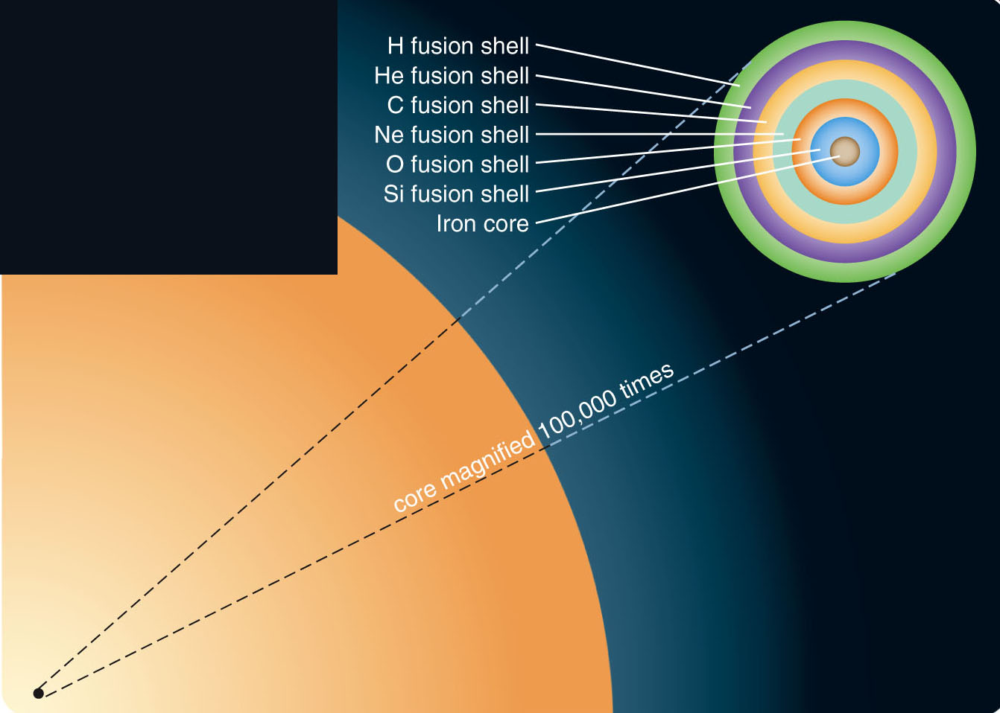 H fusion shell
He fusion shell
C fusion shell
Ne fusion shell
O fusion shell
Si fusion shell
Iron core
core magnified 100,000 times